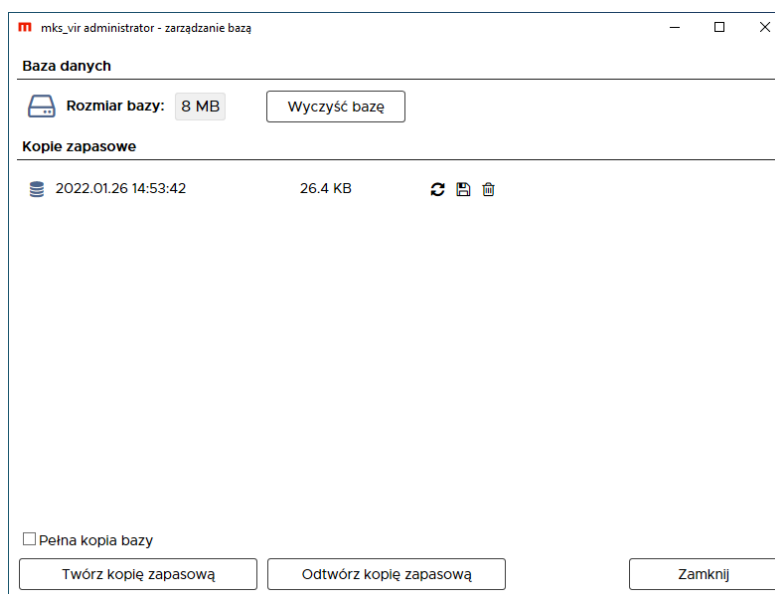 m mks_vir administrator - zarządzanie bazą
Baza danych
Rozmiar bazy: 8 MB Wyczyść bazę
Kopie zapasowe
2022.01.26 14:53:42 26.4 KB
Pełna kopia bazy
Twórz kopię zapasową Odtwórz kopię zapasową Zamknij